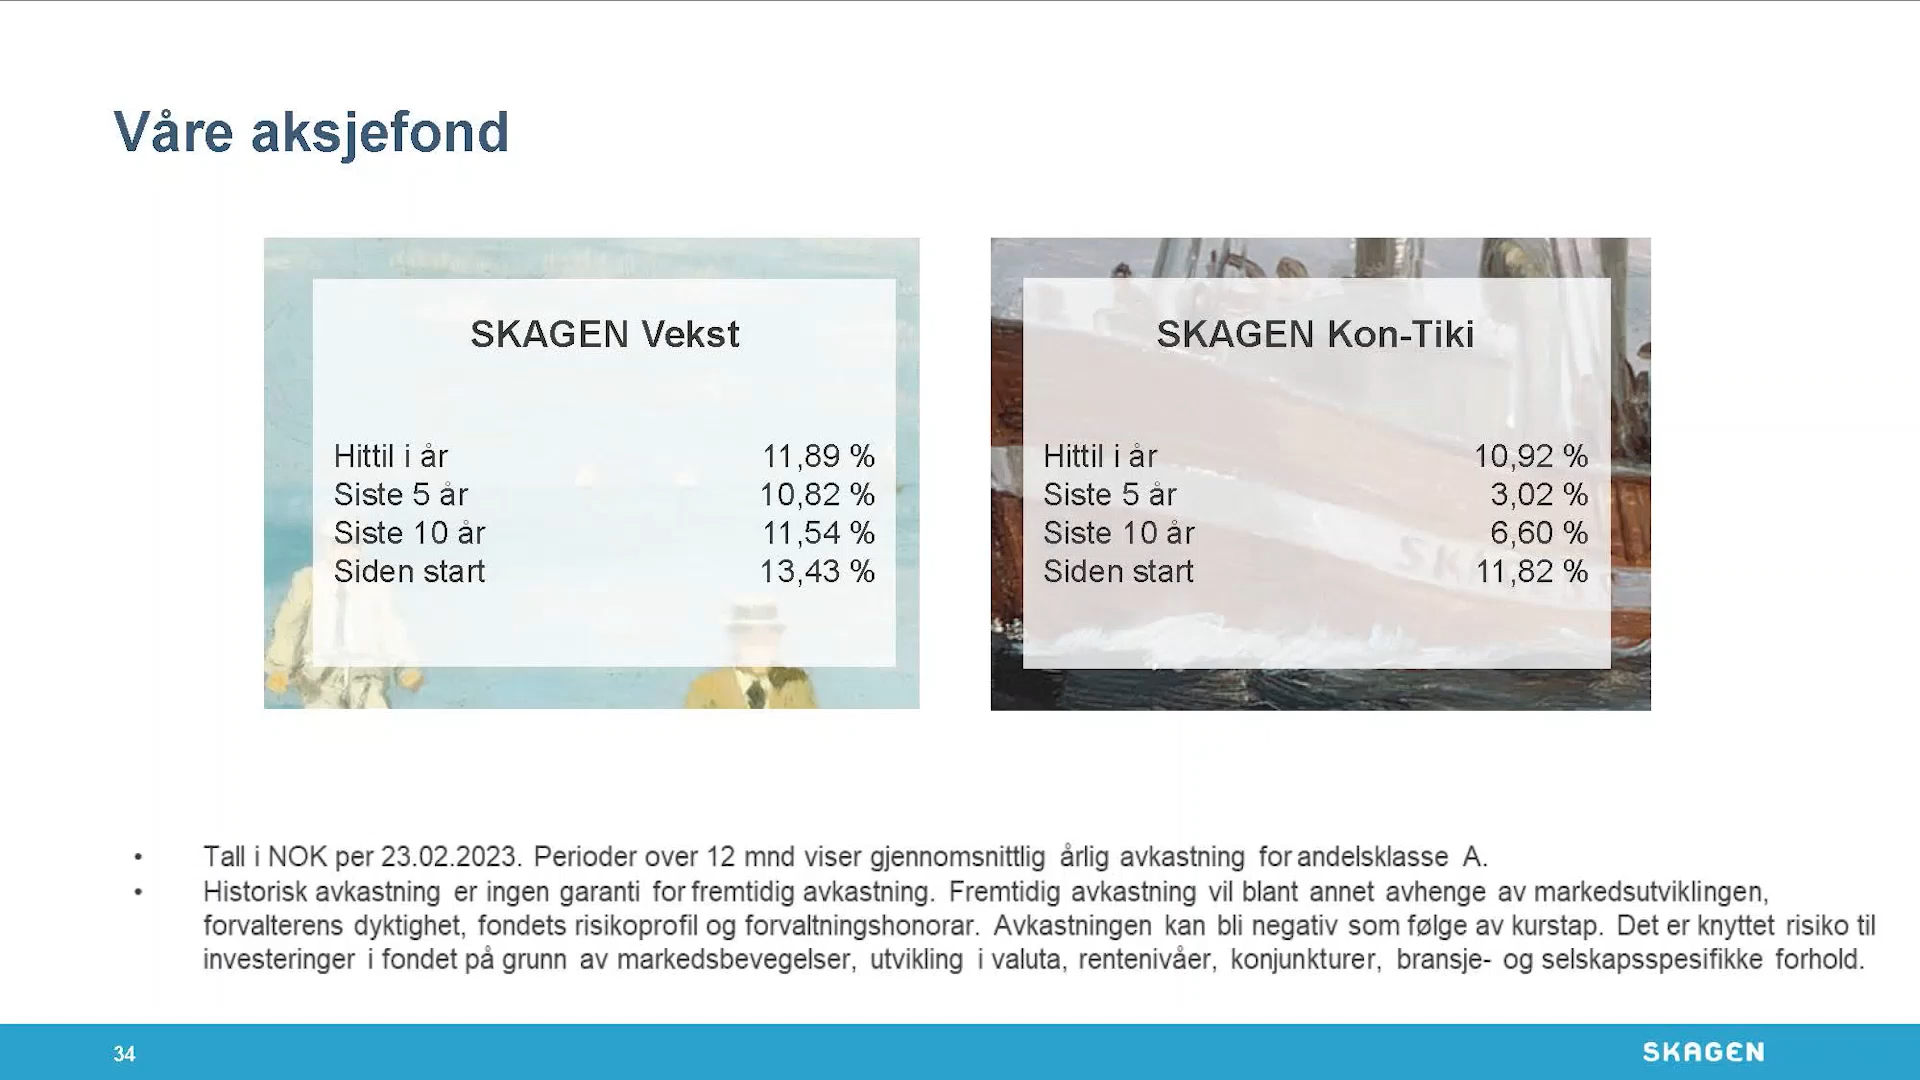 Våre aksjefond
SKAGEN Vekst
Hittil i år 11,89 %
Siste 5 år 10,82 %
Siste 10 år 11,54 %
Siden start 13,43 %
SKAGEN Kon-Tiki
Hittil i år 10,92 %
Siste 5 år 3,02 %
Siste 10 år 6,60 %
Siden start 11,82 %
• Tall i NOK per 23.02.2023. Perioder over 12 mnd viser gjennomsnittlig årlig avkastning for andelsklasse A.
• Historisk avkastning er ingen garanti for fremtidig avkastning. Fremtidig avkastning vil blant annet avhenge av markedsutviklingen,
forvalterens dyktighet, fondets risikoprofil og forvaltningshonorar. Avkastningen kan bli negativ som følge av kurstap. Det er knyttet risiko til
investeringer i fondet på grunn av markedsbevegelser, utvikling i valuta, rentenivåer, konjunkturer, bransje- og selskapsspesifikke forhold.
34
SKAGEN